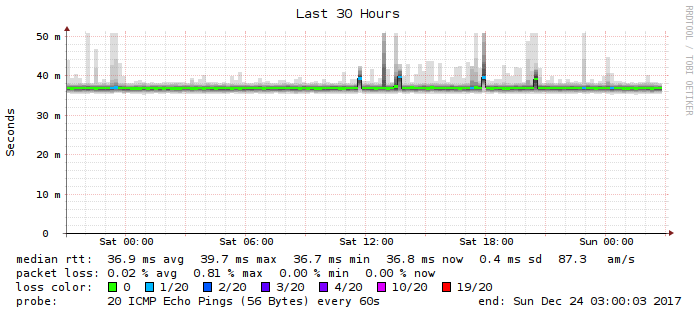 Last 30 Hours
RRDTOOL / TOBI OETIKER
Seconds
50 m
40 m
30 m
20 m
10 m
0
Sat 00:00 Sat 06:00 Sat 12:00 Sat 18:00 Sun 00:00
median rtt: 36.9 ms avg 39.7 ms max 36.7 ms min 36.8 ms now 0.4 ms sd 87.3 am/s
packet loss: 0.02 % avg 0.81 % max 0.00 % min 0.00 % now
loss color: 0 1/20 2/20 3/20 4/20 10/20 19/20
probe: 20 ICMP Echo Pings (56 Bytes) every 60s end: Sun Dec 24 03:00:03 2017